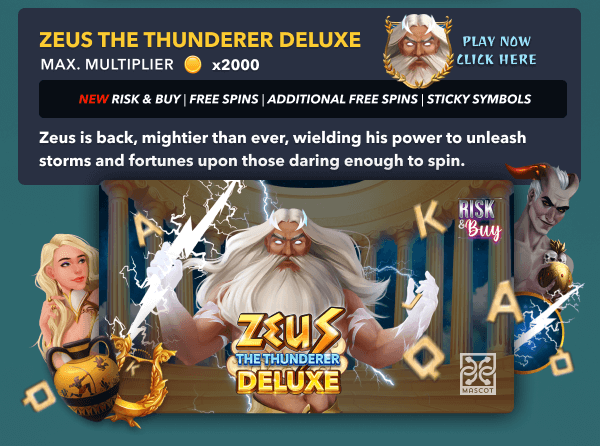 ZEUS THE THUNDERER DELUXE
MAX. MULTIPLIER x2000
PLAY NOW
CLICK HERE
NEW RISK & BUY | FREE SPINS | ADDITIONAL FREE SPINS | STICKY SYMBOLS
Zeus is back, mightier than ever, wielding his power to unleash
storms and fortunes upon those daring enough to spin.
A
K
RISK
& Buy
J
A
ZEUS
THE THUNDERER
DELUXE
Q
Q
K
Q
MASCOT